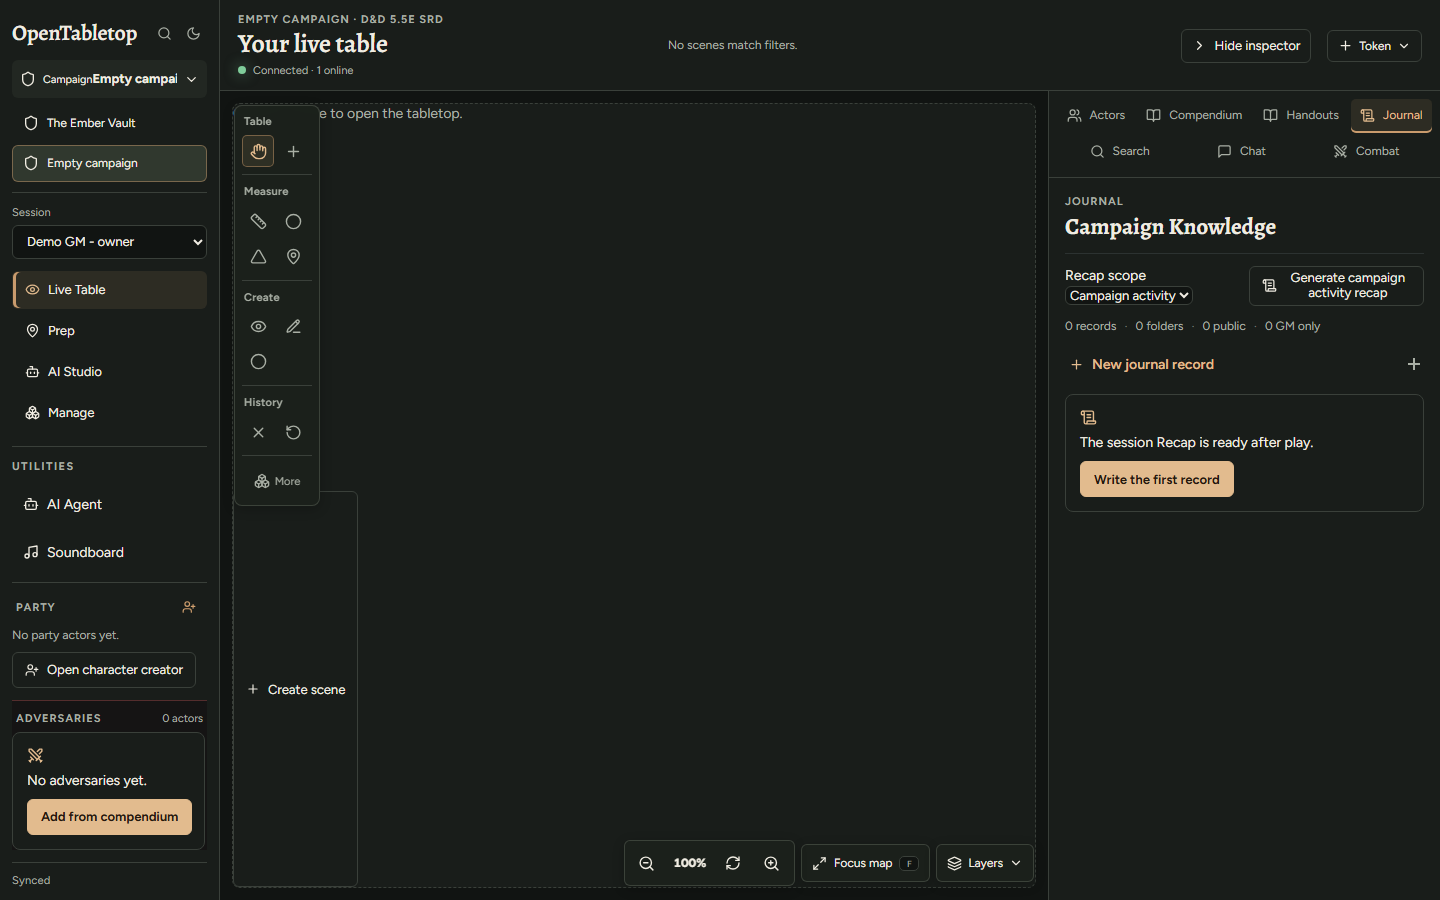 OpenTabletop
CampaignEmpty campai
The Ember Vault
Empty campaign
Session
Demo GM - owner
Live Table
Prep
AI Studio
Manage
UTILITIES
AI Agent
Soundboard
PARTY
No party actors yet.
Open character creator
ADVERSARIES 0 actors
No adversaries yet.
Add from compendium
Synced
EMPTY CAMPAIGN · D&D 5.5E SRD
Your live table
Connected · 1 online
No scenes match filters.
Hide inspector
Token
e to open the tabletop.
Table
Measure
Create
History
More
Create scene
100%
Focus map F
Layers
Actors Compendium Handouts Journal
Search Chat Combat
JOURNAL
Campaign Knowledge
Recap scope
Campaign activity
Generate campaign
activity recap
0 records · 0 folders · 0 public · 0 GM only
New journal record
The session Recap is ready after play.
Write the first record